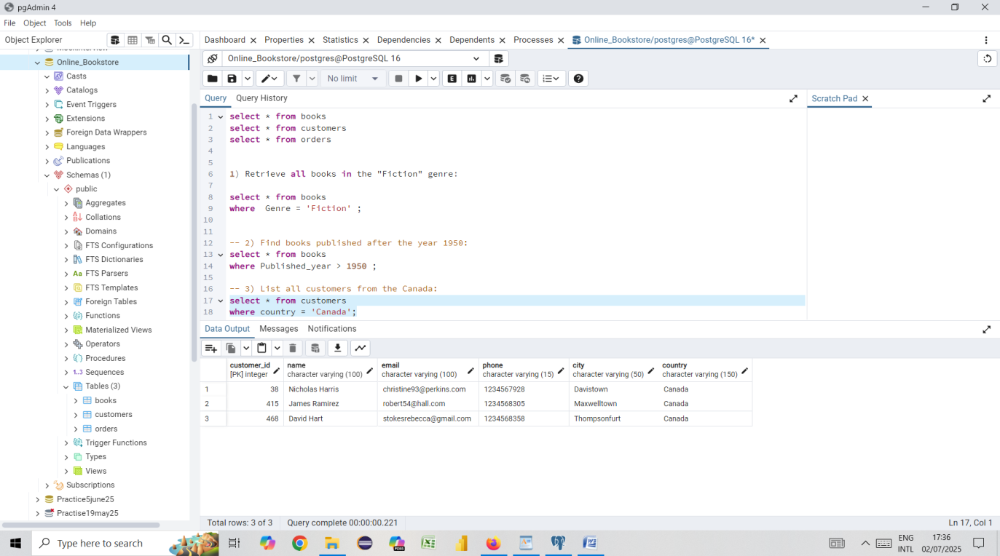 pgAdmin 4
File Object Tools Help
Object Explorer
Dashboard Properties Statistics Dependencies Dependents Processes Online_Bookstore/postgres@PostgreSQL 16*
Online_Bookstore
Casts
Catalogs
Event Triggers
Extensions
Foreign Data Wrappers
Languages
Publications
Schemas (1)
public
Aggregates
Collations
Domains
FTS Configurations
FTS Dictionaries
Aa FTS Parsers
FTS Templates
Foreign Tables
Functions
Materialized Views
Operators
Procedures
1..3 Sequences
Tables (3)
books
customers
orders
Trigger Functions
Types
Views
Subscriptions
Practice5june25
Practise19may25
Online_Bookstore/postgres@PostgreSQL 16
No limit
E
Query Query History
Scratch Pad
1 select * from books
2 select * from customers
3 select * from orders
4
5
6 1) Retrieve all books in the "Fiction" genre:
7
8 select * from books
9 where Genre = 'Fiction' ;
10
11
12 -- 2) Find books published after the year 1950:
13 select * from books
14 where Published_year > 1950 ;
15
16 -- 3) List all customers from the Canada:
17 select * from customers
18 where country = 'Canada';
Data Output Messages Notifications
customer_id name email phone city country
[PK] integer character varying (100) character varying (100) character varying (15) character varying (50) character varying (150)
1 38 Nicholas Harris christine93@perkins.com 1234567928 Davistown Canada
2 415 James Ramirez robert54@hall.com 1234568305 Maxwelltown Canada
3 468 David Hart stokesrebecca@gmail.com 1234568358 Thompsonfurt Canada
Total rows: 3 of 3 Query complete 00:00:00.221 Ln 17, Col 1
Type here to search
ENG
INTL
17:36
02/07/2025